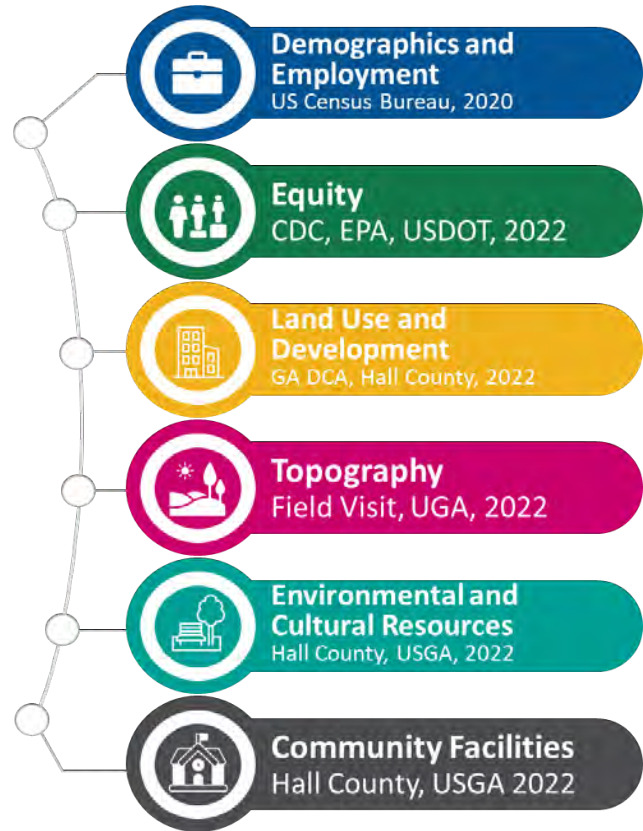 Demographics and
Employment
US Census Bureau, 2020
Equity
CDC, EPA, USDOT, 2022
Land Use and
Development
GA DCA, Hall County, 2022
Topography
Field Visit, UGA, 2022
Environmental and
Cultural Resources
Hall County, USGA, 2022
Community Facilities
Hall County, USGA 2022